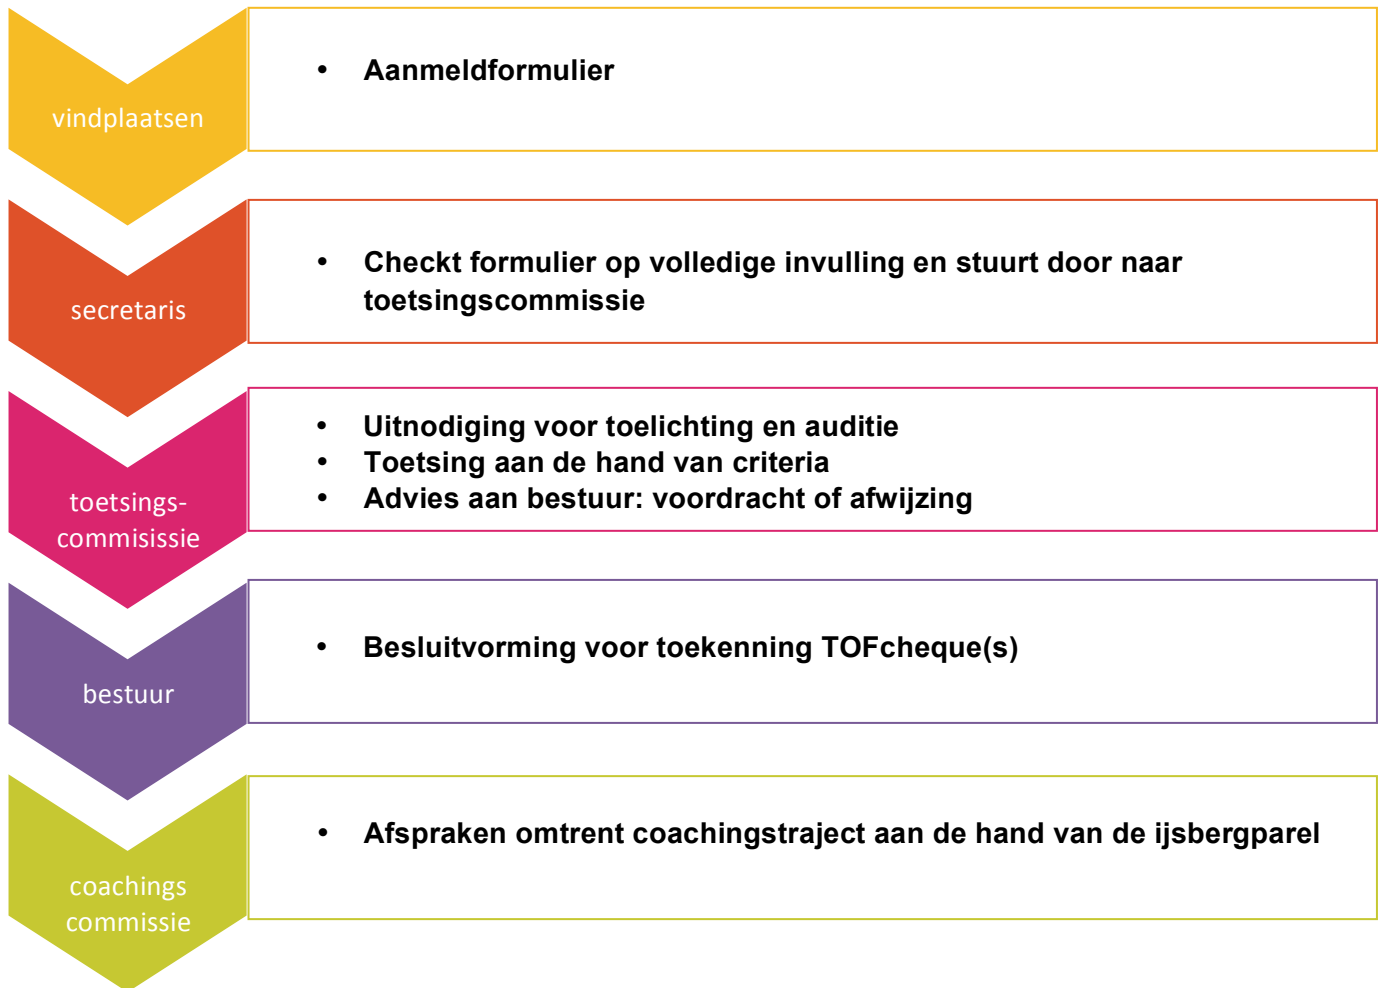 vindplaatsen
• Aanmeldformulier
secretaris
• Checkt formulier op volledige invulling en stuurt door naar
toetsingscommissie
toetsings-
commisissie
• Uitnodiging voor toelichting en auditie
• Toetsing aan de hand van criteria
• Advies aan bestuur: voordracht of afwijzing
bestuur
• Besluitvorming voor toekenning TOFcheque(s)
coachings
commissie
• Afspraken omtrent coachingstraject aan de hand van de ijsbergparel